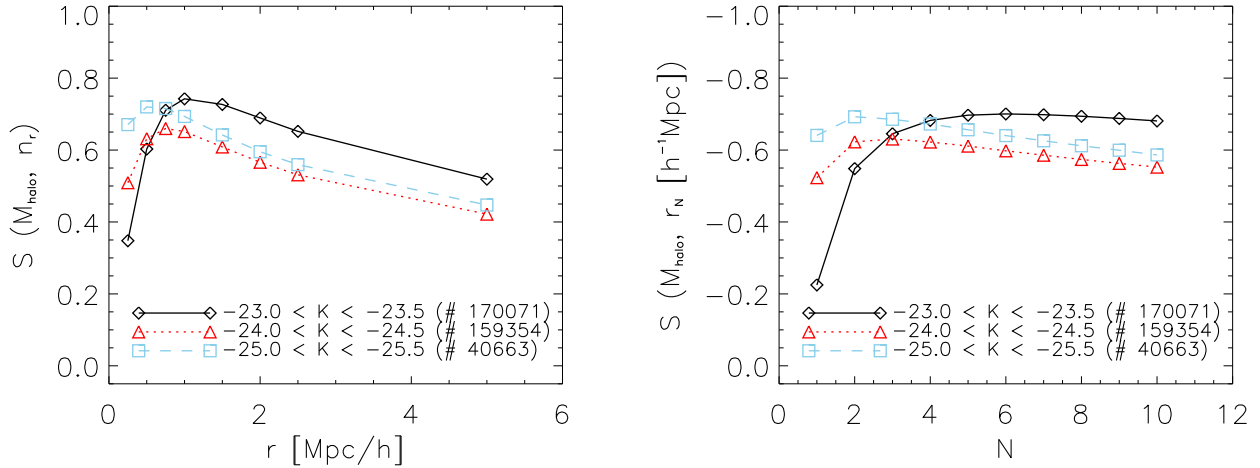 1.0
0.8
0.6
0.4
0.2
0.0
S (M_halo, n_r)
-23.0 < K < -23.5 (# 170071)
-24.0 < K < -24.5 (# 159354)
-25.0 < K < -25.5 (# 40663)
0 2 4 6
r [Mpc/h]
-1.0
-0.8
-0.6
-0.4
-0.2
0.0
S (M_halo, r_N [h⁻¹Mpc])
-23.0 < K < -23.5 (# 170071)
-24.0 < K < -24.5 (# 159354)
-25.0 < K < -25.5 (# 40663)
0 2 4 6 8 10 12
N